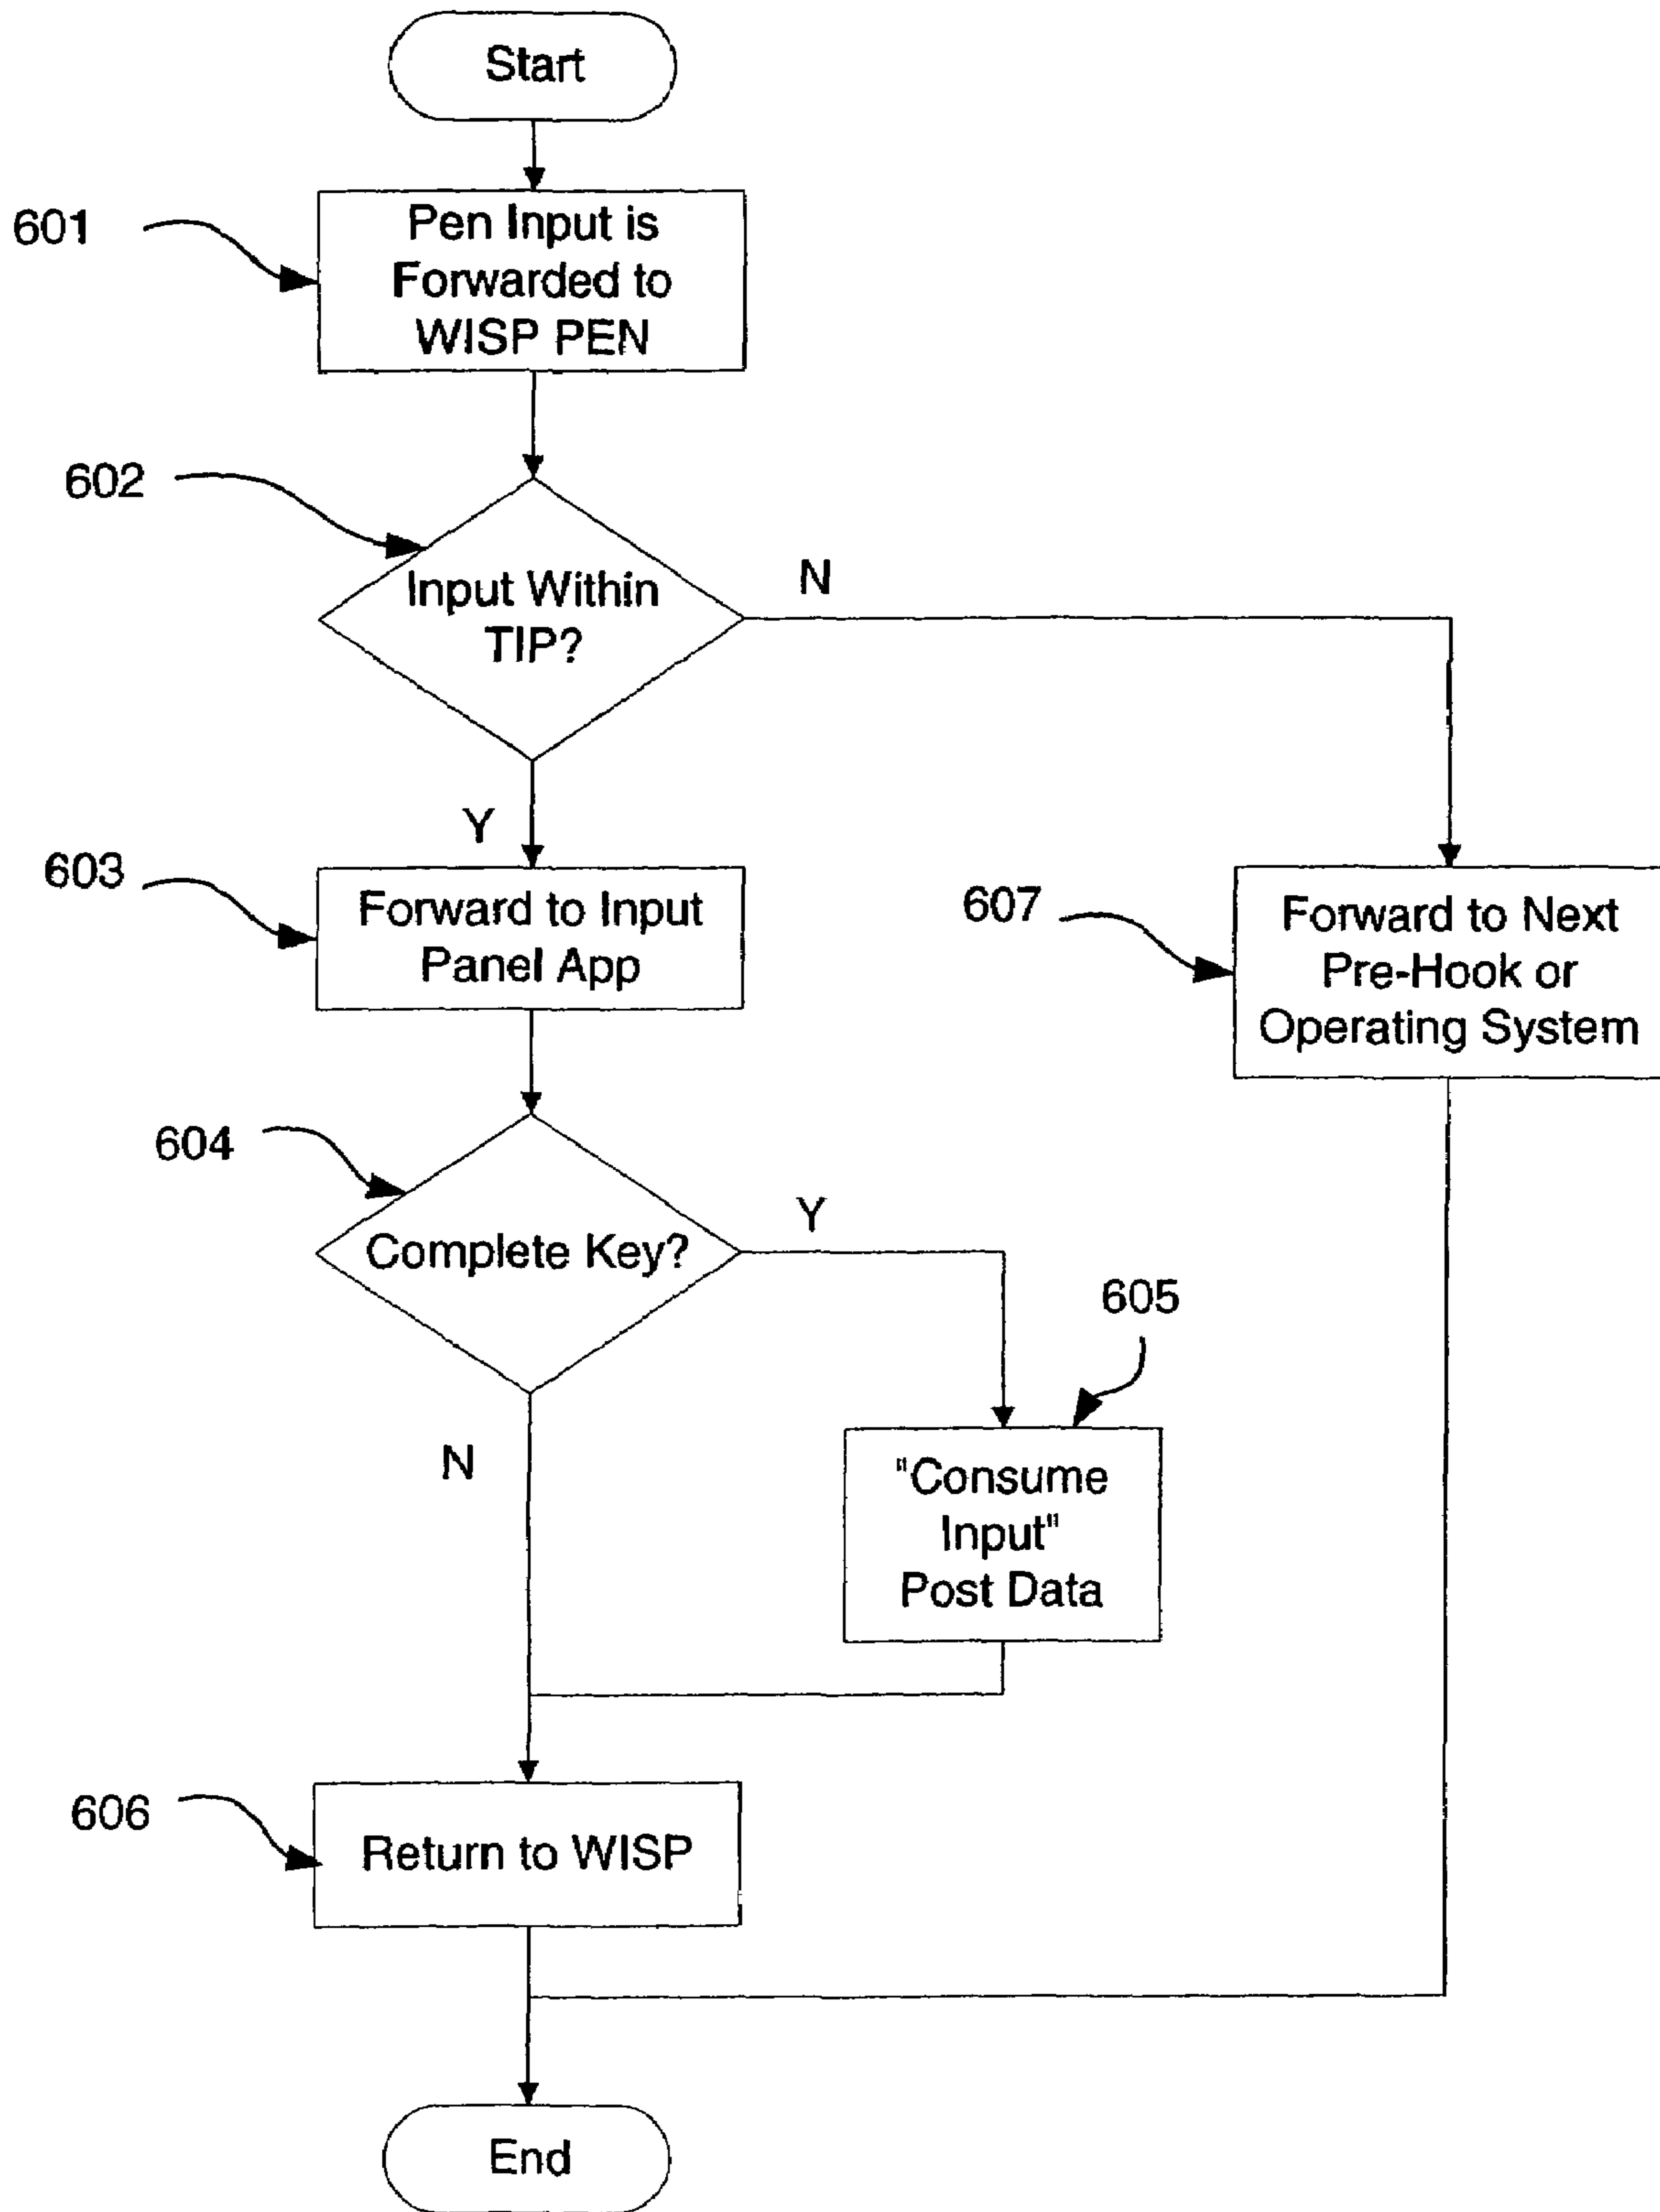 Start
601
Pen Input is
Forwarded to
WISP PEN
602
Input Within
TIP?
N
Y
603
Forward to Input
Panel App
607
Forward to Next
Pre-Hook or
Operating System
604
Complete Key?
Y
605
N
"Consume
Input"
Post Data
606
Return to WISP
End